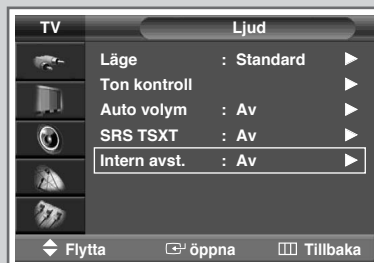 TV Ljud
Läge : Standard
Ton kontroll
Auto volym : Av
SRS TSXT : Av
Intern avst. : Av
Flytta öppna Tillbaka